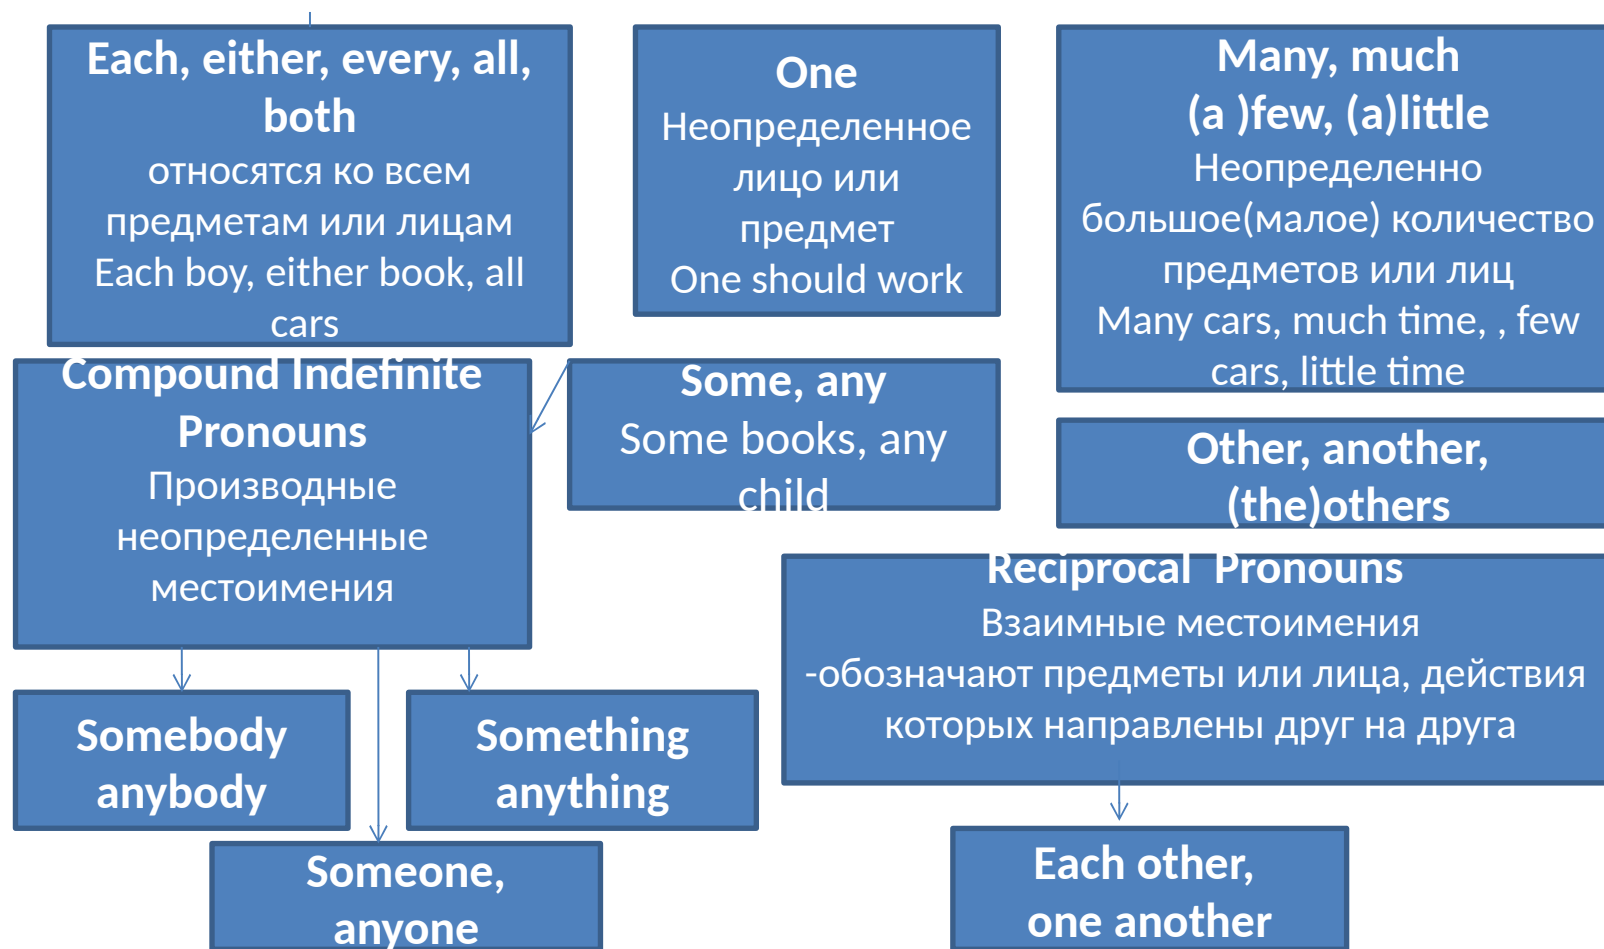 Each, either, every, all,
both
относятся ко всем
предметам или лицам
Each boy, either book, all
cars
One
Неопределенное
лицо или
предмет
One should work
Many, much
(a )few, (a)little
Неопределенно
большое(малое) количество
предметов или лиц
Many cars, much time, , few
cars, little time
Compound Indefinite
Pronouns
Производные
неопределенные
местоимения
Some, any
Some books, any
child
Other, another,
(the)others
Reciprocal Pronouns
Взаимные местоимения
-обозначают предметы или лица, действия
которых направлены друг на друга
Somebody
anybody
Something
anything
Someone,
anyone
Each other,
one another